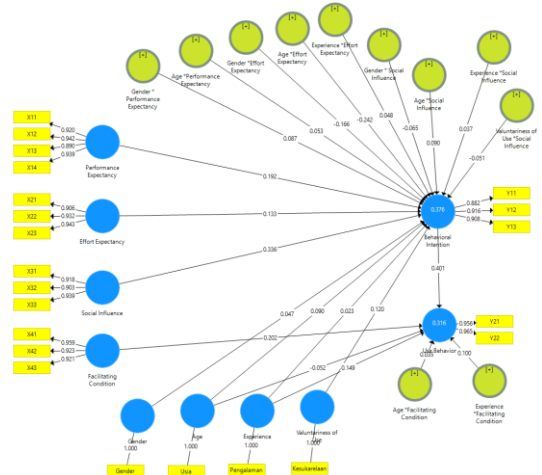 [+]
[+]
[+]
[+]
[+]
[+]
[+]
[+]
[+]
Gender *
Performance
Expectancy
Age *Performance
Expectancy
Gender *Effort
Expectancy
Age *Effort
Expectancy
Experience *Effort
Expectancy
Gender * Social
Influence
Age *Social
Influence
Experience *Social
Influence
Voluntariness of
Use *Social
Influence
0.087
0.053
-0.166
-0.242
0.048
-0.065
0.090
0.037
-0.051
X11
X12
X13
X14
0.920
0.942
0.890
0.939
Performance
Expectancy
0.192
X21
X22
X23
0.906
0.932
0.943
Effort Expectancy
0.133
X31
X32
X33
0.918
0.903
0.939
Social Influence
0.336
X41
X42
X43
0.959
0.923
0.921
Facilitating
Condition
0.202
0.376
Behavioral
Intention
0.882
0.916
0.908
Y11
Y12
Y13
0.401
0.316
Use Behavior
0.956
0.965
Y21
Y22
0.047
0.090
0.023
0.120
-0.052
0.149
0.100
[+]
[+]
Age *Facilitating
Condition
Experience
*Facilitating
Condition
Gender
Age
Experience
Voluntariness of
Use
1.000
1.000
1.000
1.000
Gender
Usia
Pengalaman
Kesukarelaan